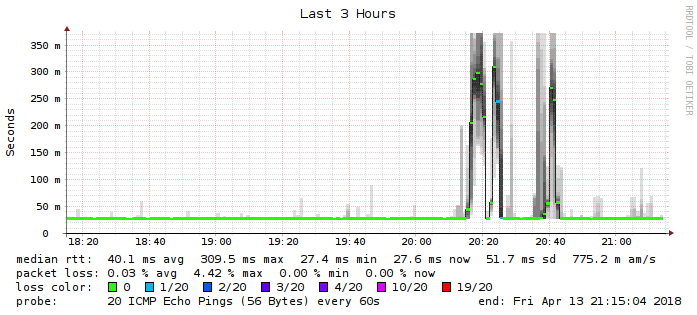 Last 3 Hours
RRDTOOL / TOBI OETIKER
Seconds
350 m
300 m
250 m
200 m
150 m
100 m
50 m
0
18:20 18:40 19:00 19:20 19:40 20:00 20:20 20:40 21:00
median rtt: 40.1 ms avg 309.5 ms max 27.4 ms min 27.6 ms now 51.7 ms sd 775.2 m am/s
packet loss: 0.03 % avg 4.42 % max 0.00 % min 0.00 % now
loss color: 0 1/20 2/20 3/20 4/20 10/20 19/20
probe: 20 ICMP Echo Pings (56 Bytes) every 60s end: Fri Apr 13 21:15:04 2018